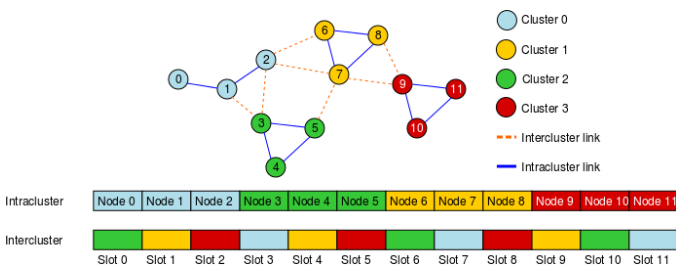 6
8
2
7
0
1
9
11
3
5
10
4
Cluster 0
Cluster 1
Cluster 2
Cluster 3
Intercluster link
Intracluster link
Intracluster Node 0 Node 1 Node 2 Node 3 Node 4 Node 5 Node 6 Node 7 Node 8 Node 9 Node 10 Node 11
Intercluster
Slot 0 Slot 1 Slot 2 Slot 3 Slot 4 Slot 5 Slot 6 Slot 7 Slot 8 Slot 9 Slot 10 Slot 11